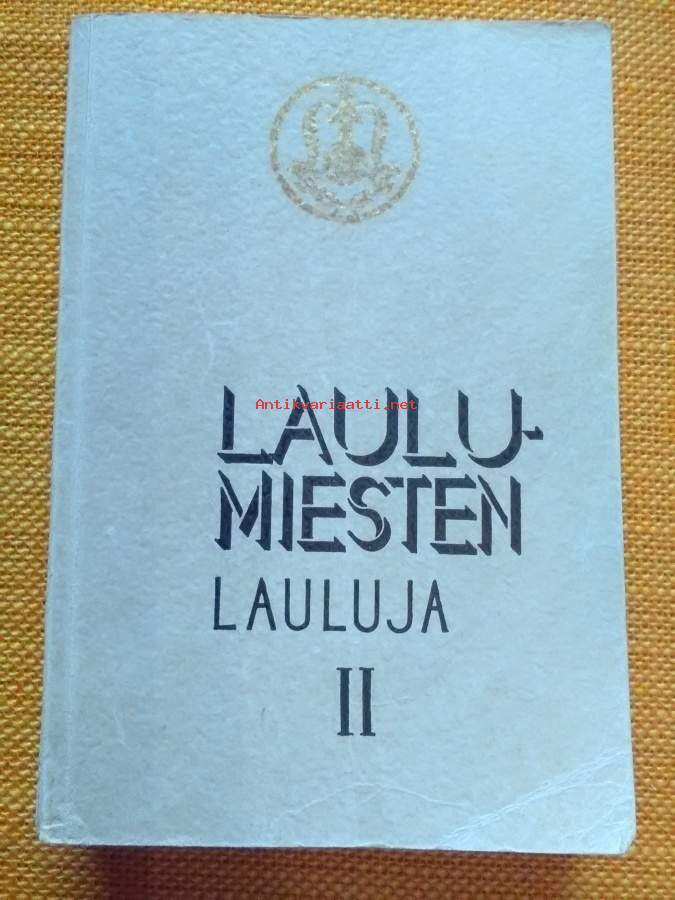 LAULU-
Antikvariaatti.net
MIESTEN
LAULUJA
II